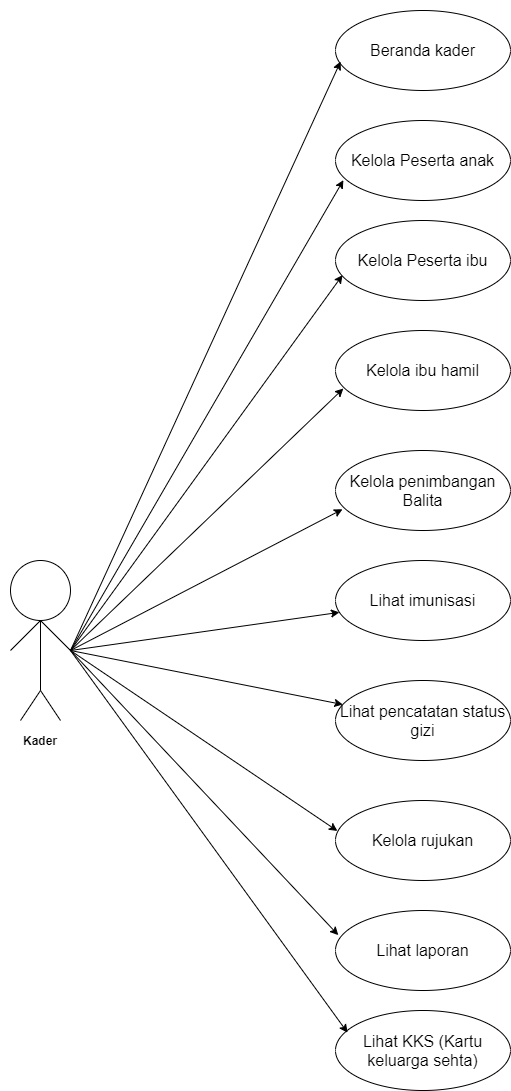 Beranda kader
Kelola Peserta anak
Kelola Peserta ibu
Kelola ibu hamil
Kelola penimbangan
Balita
Lihat imunisasi
Lihat pencatatan status
gizi
Kader
Kelola rujukan
Lihat laporan
Lihat KKS (Kartu
keluarga sehta)